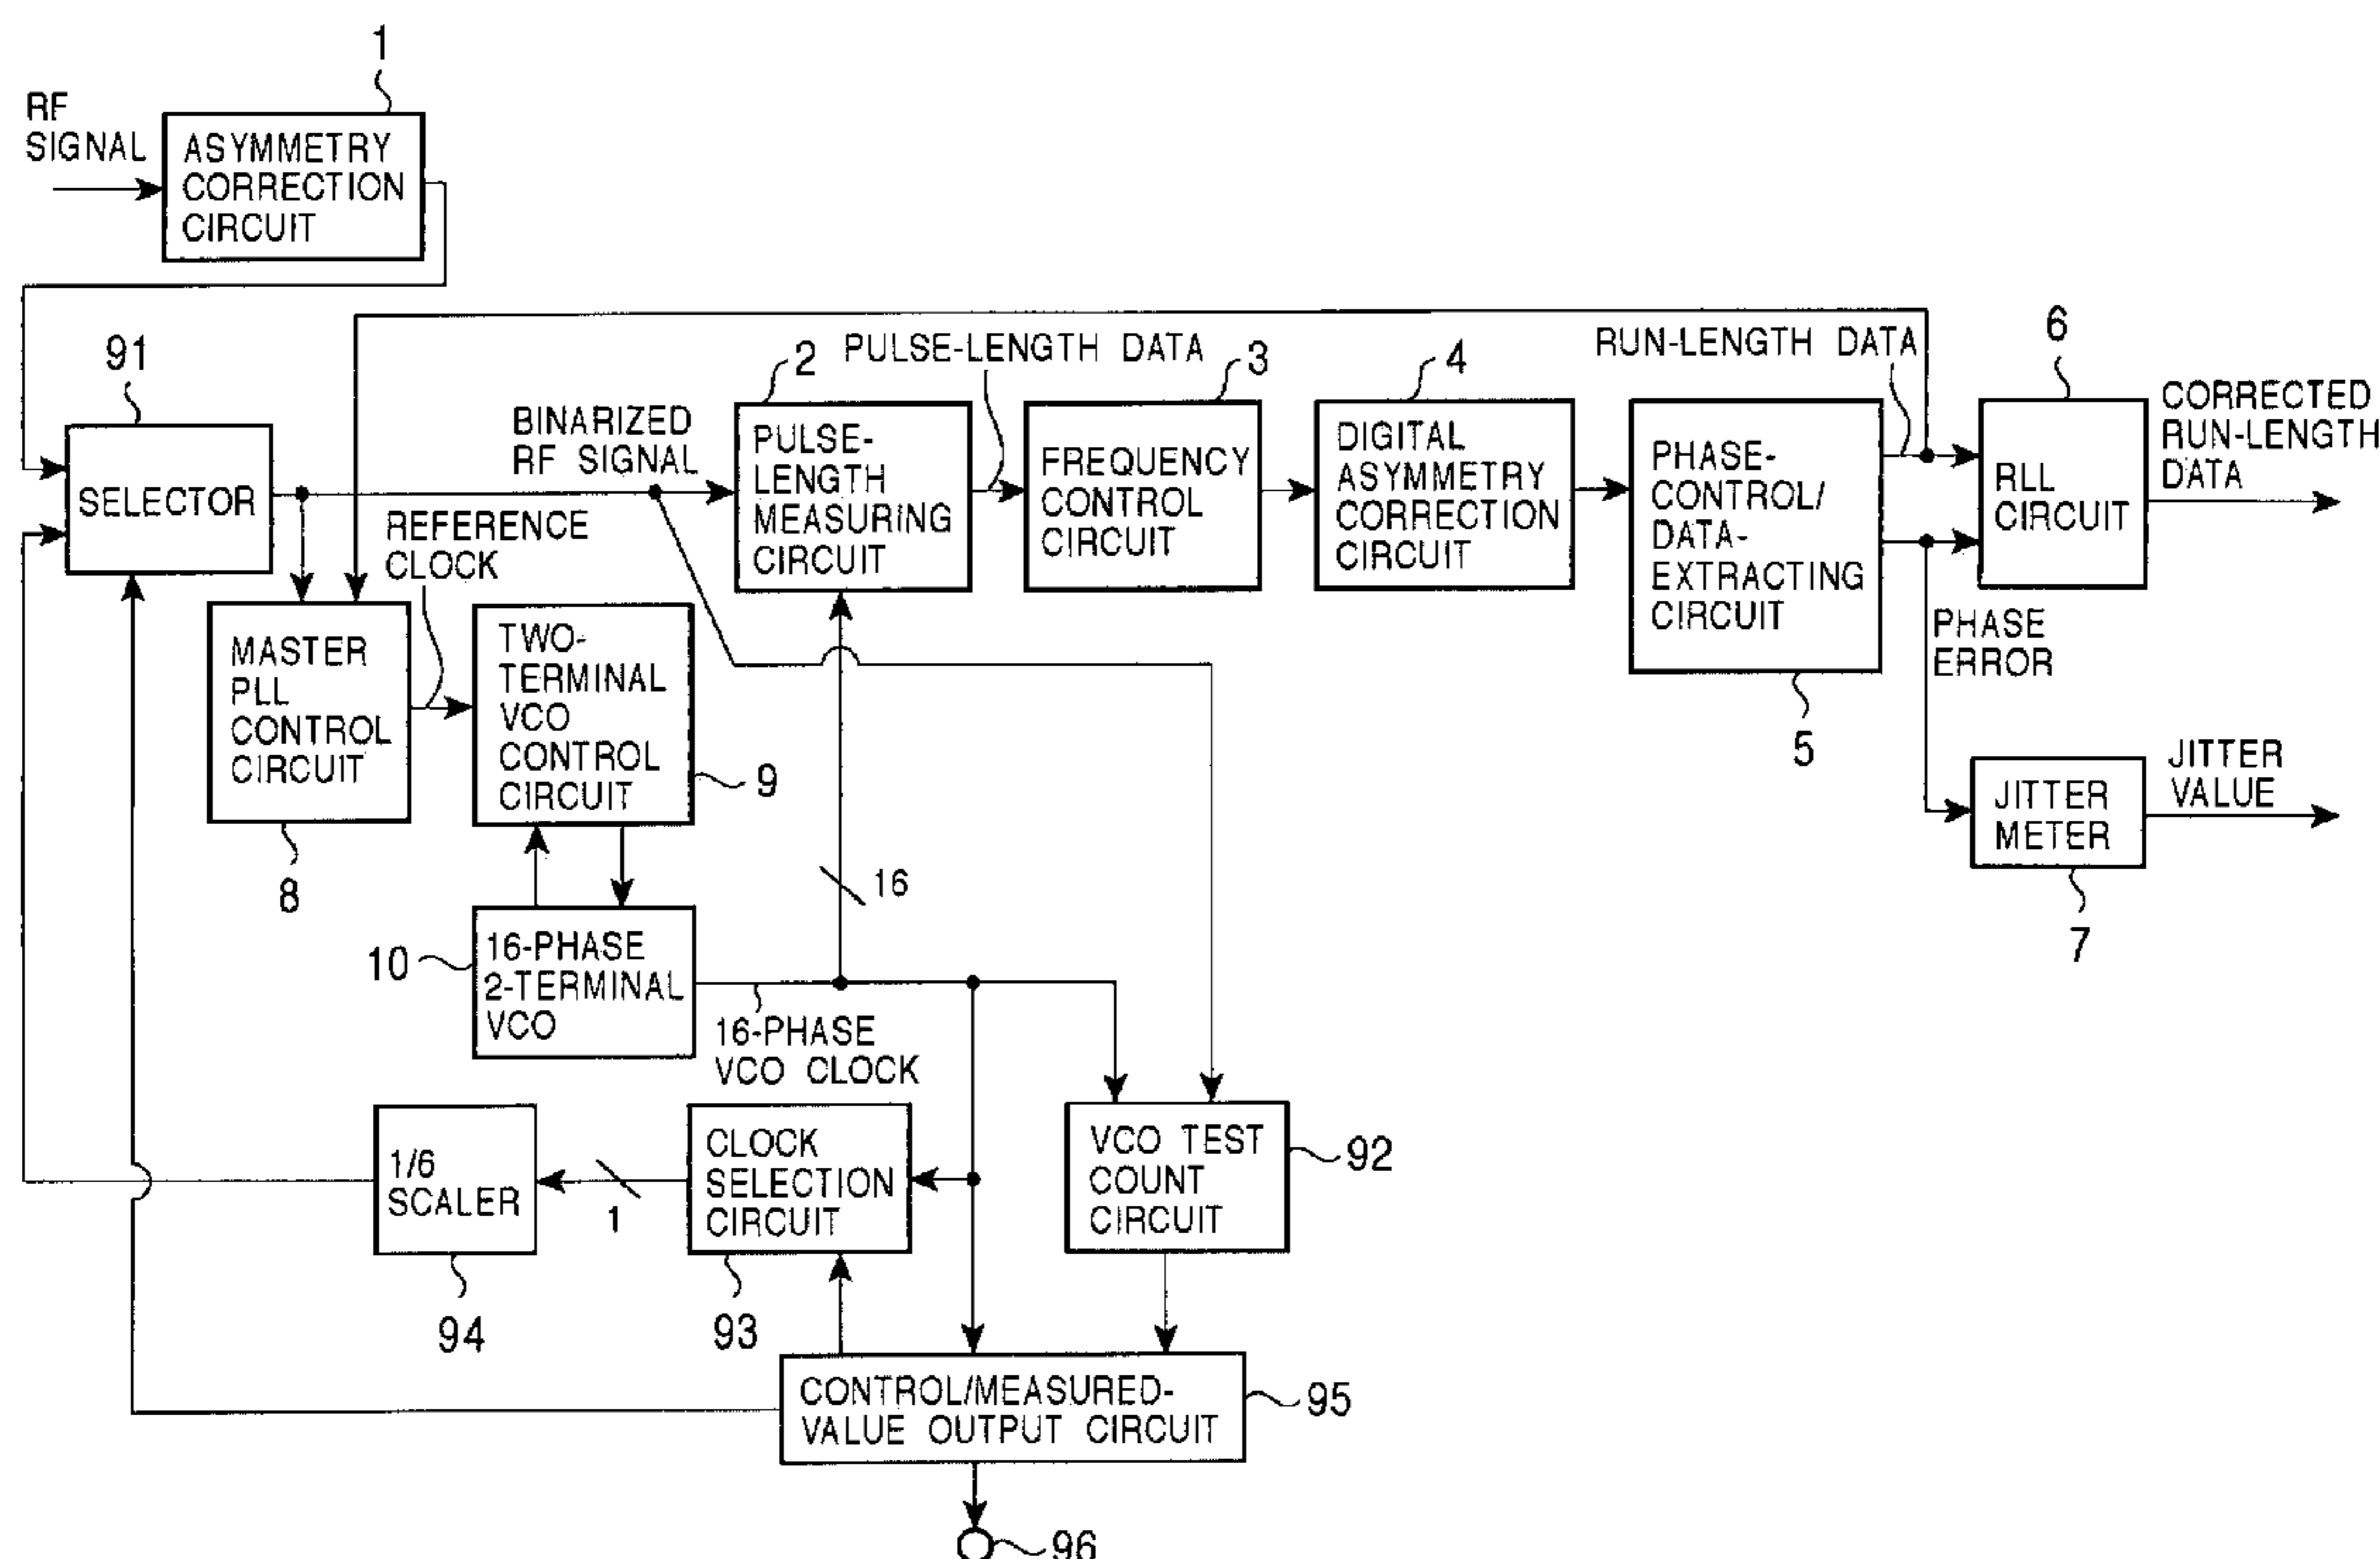 1
RF
SIGNAL
ASYMMETRY
CORRECTION
CIRCUIT
91
SELECTOR
BINARIZED
RF SIGNAL
REFERENCE
CLOCK
2
PULSE-
LENGTH
MEASURING
CIRCUIT
PULSE-LENGTH DATA
3
FREQUENCY
CONTROL
CIRCUIT
4
DIGITAL
ASYMMETRY
CORRECTION
CIRCUIT
RUN-LENGTH DATA
PHASE-
CONTROL/
DATA-
EXTRACTING
CIRCUIT
5
6
RLL
CIRCUIT
CORRECTED
RUN-LENGTH
DATA
PHASE
ERROR
JITTER
METER
7
JITTER
VALUE
MASTER
PLL
CONTROL
CIRCUIT
8
TWO-
TERMINAL
VCO
CONTROL
CIRCUIT
9
16
10
16-PHASE
2-TERMINAL
VCO
16-PHASE
VCO CLOCK
1/6
SCALER
94
1
CLOCK
SELECTION
CIRCUIT
93
VCO TEST
COUNT
CIRCUIT
92
CONTROL/MEASURED-
VALUE OUTPUT CIRCUIT
95
96